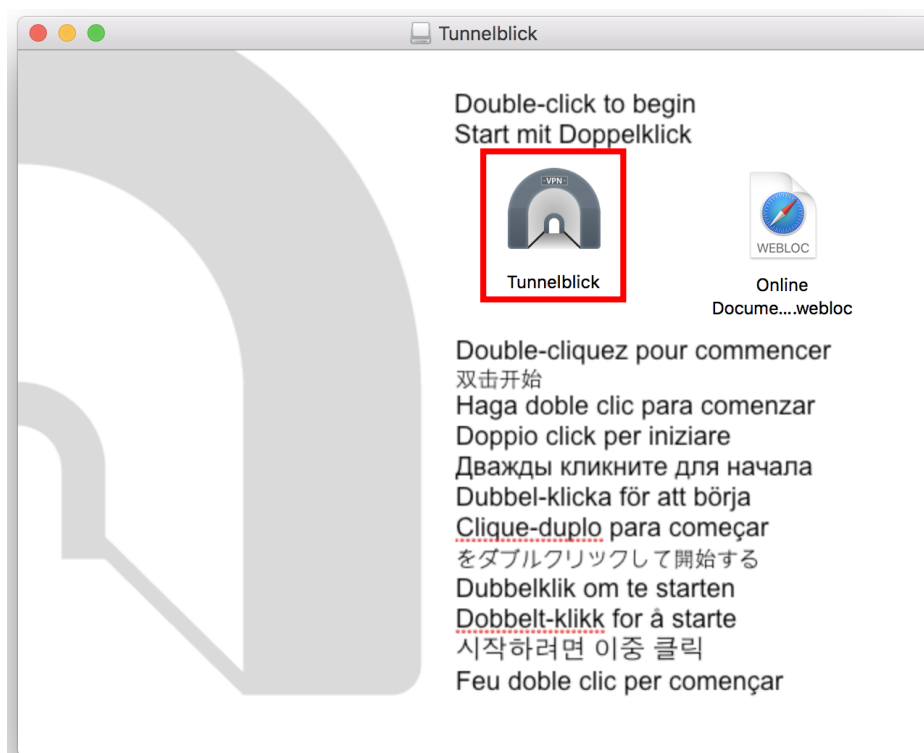 Tunnelblick
Double-click to begin
Start mit Doppelklick
-VPN-
WEBLOC
Tunnelblick
Online
Docume....webloc
Double-cliquez pour commencer
双击开始
Haga doble clic para comenzar
Doppio click per iniziare
Дважды кликните для начала
Dubbel-klicka för att börja
Clique-duplo para começar
をダブルクリックして開始する
Dubbelklik om te starten
Dobbelt-klikk for å starte
시작하려면 이중 클릭
Feu doble clic per començar